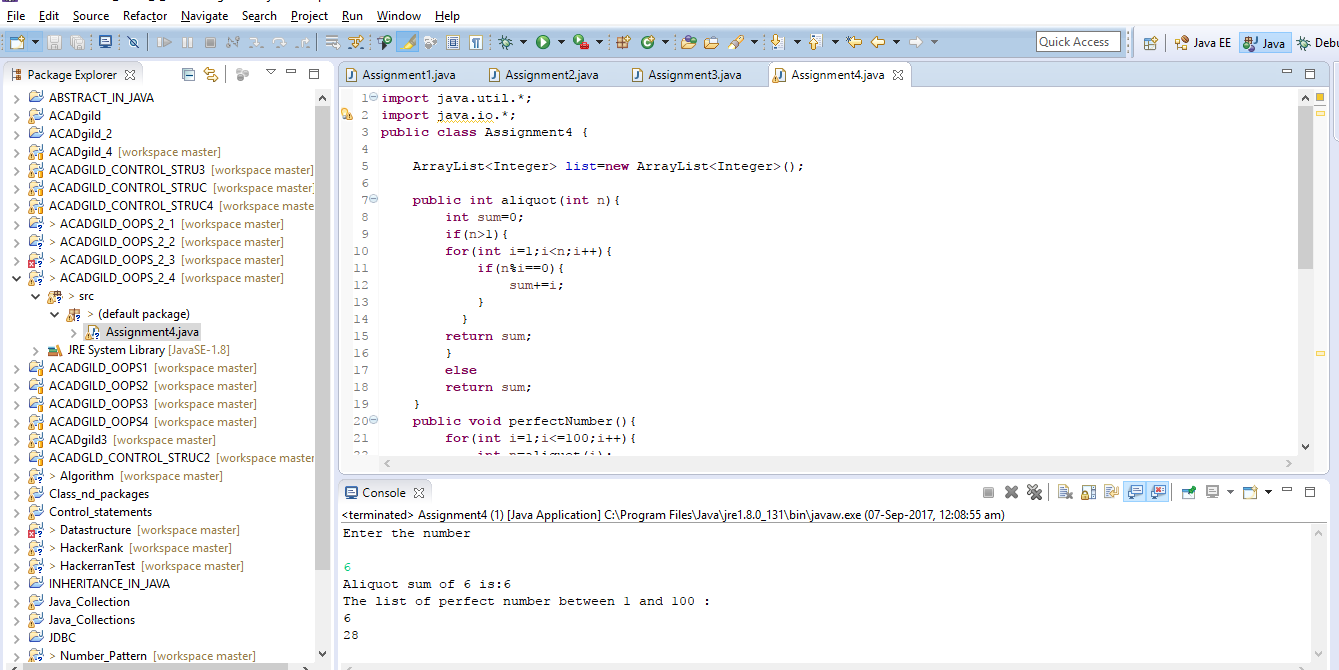 File Edit Source Refactor Navigate Search Project Run Window Help
Quick Access Java EE Java Debu
Package Explorer
ABSTRACT_IN_JAVA
ACADgild
ACADgild_2
ACADgild_4 [workspace master]
ACADGILD_CONTROL_STRU3 [workspace master]
ACADGILD_CONTROL_STRUC [workspace master]
ACADGILD_CONTROL_STRUC4 [workspace maste
> ACADGILD_OOPS_2_1 [workspace master]
> ACADGILD_OOPS_2_2 [workspace master]
> ACADGILD_OOPS_2_3 [workspace master]
> ACADGILD_OOPS_2_4 [workspace master]
> src
> (default package)
Assignment4.java
JRE System Library [JavaSE-1.8]
ACADGILD_OOPS1 [workspace master]
ACADGILD_OOPS2 [workspace master]
ACADGILD_OOPS3 [workspace master]
ACADGILD_OOPS4 [workspace master]
ACADgild3 [workspace master]
ACADGLD_CONTROL_STRUC2 [workspace master
> Algorithm [workspace master]
Class_nd_packages
Control_statements
> Datastructure [workspace master]
> HackerRank [workspace master]
> HackerranTest [workspace master]
INHERITANCE_IN_JAVA
Java_Collection
Java_Collections
JDBC
> Number_Pattern [workspace master]
Assignment1.java Assignment2.java Assignment3.java Assignment4.java
1 import java.util.*;
2 import java.io.*;
3 public class Assignment4 {
4
5 ArrayList<Integer> list=new ArrayList<Integer>();
6
7 public int aliquot(int n){
8 int sum=0;
9 if(n>1){
10 for(int i=1;i<n;i++){
11 if(n%i==0){
12 sum+=i;
13 }
14 }
15 return sum;
16 }
17 else
18 return sum;
19 }
20 public void perfectNumber(){
21 for(int i=1;i<=100;i++){
22 int n=aliquot(i);
Console
<terminated> Assignment4 (1) [Java Application] C:\Program Files\Java\jre1.8.0_131\bin\javaw.exe (07-Sep-2017, 12:08:55 am)
Enter the number
6
Aliquot sum of 6 is:6
The list of perfect number between 1 and 100 :
6
28